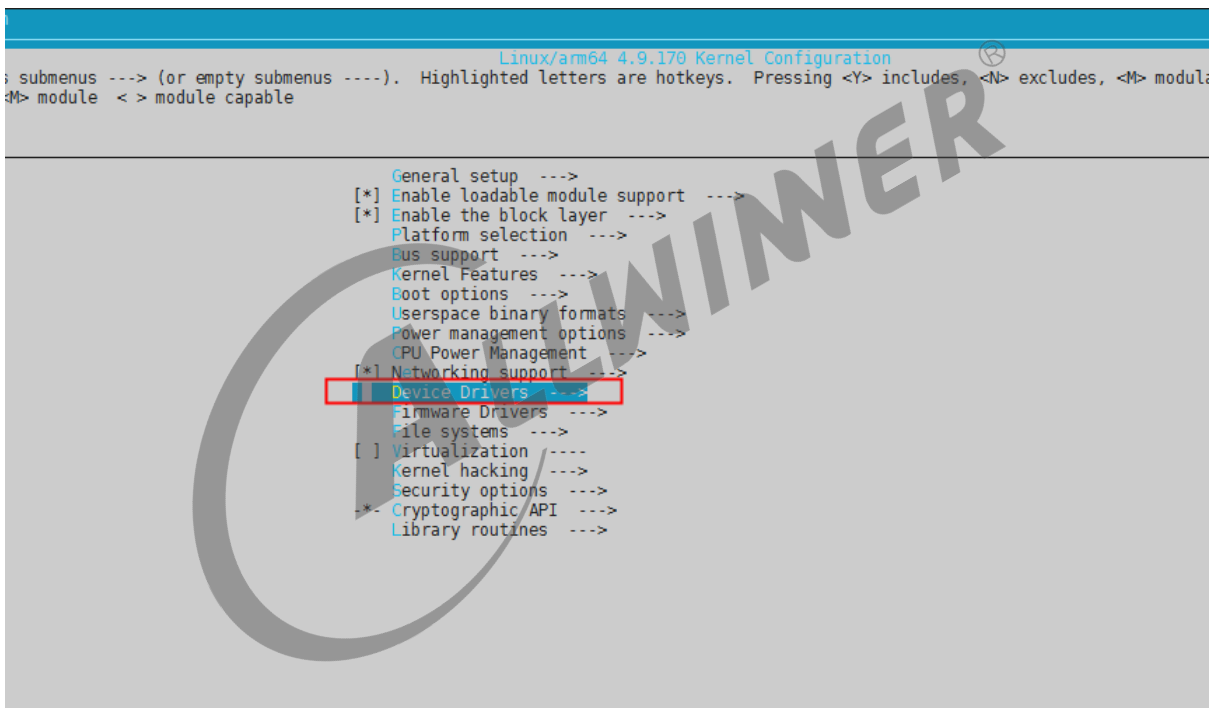 Linux/arm64 4.9.170 Kernel Configuration
submenus ---> (or empty submenus ----). Highlighted letters are hotkeys. Pressing <Y> includes, <N> excludes, <M> modula
<M> module < > module capable
General setup --->
[*] Enable loadable module support --->
[*] Enable the block layer --->
Platform selection --->
Bus support --->
Kernel Features --->
Boot options --->
Userspace binary formats --->
Power management options --->
CPU Power Management --->
[*] Networking support --->
Device Drivers --->
Firmware Drivers --->
File systems --->
[ ] Virtualization ----
Kernel hacking --->
Security options --->
-*- Cryptographic API --->
Library routines --->
ALLWINNER®